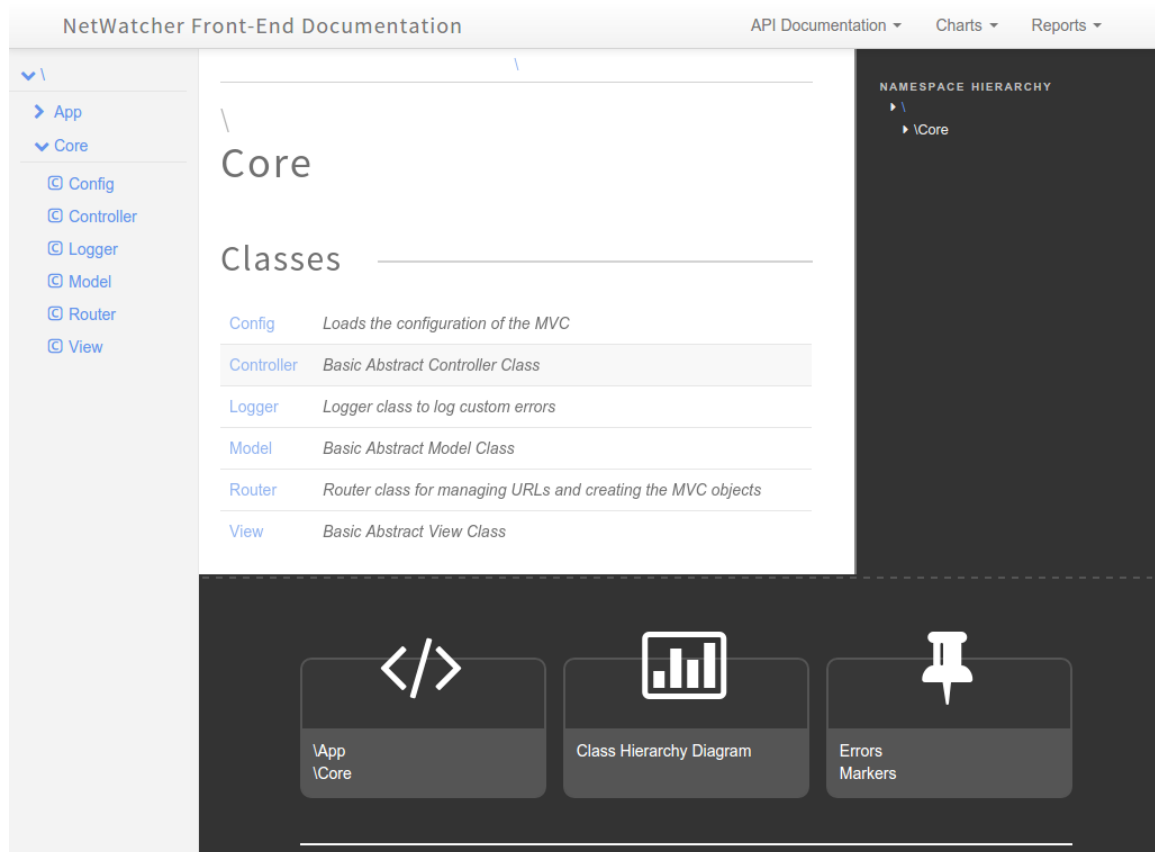 NetWatcher Front-End Documentation API Documentation Charts Reports
\
App
Core
Config
Controller
Logger
Model
Router
View
\
\
Core
Classes
Config Loads the configuration of the MVC
Controller Basic Abstract Controller Class
Logger Logger class to log custom errors
Model Basic Abstract Model Class
Router Router class for managing URLs and creating the MVC objects
View Basic Abstract View Class
NAMESPACE HIERARCHY
\
\Core
\App
\Core
Class Hierarchy Diagram
Errors
Markers